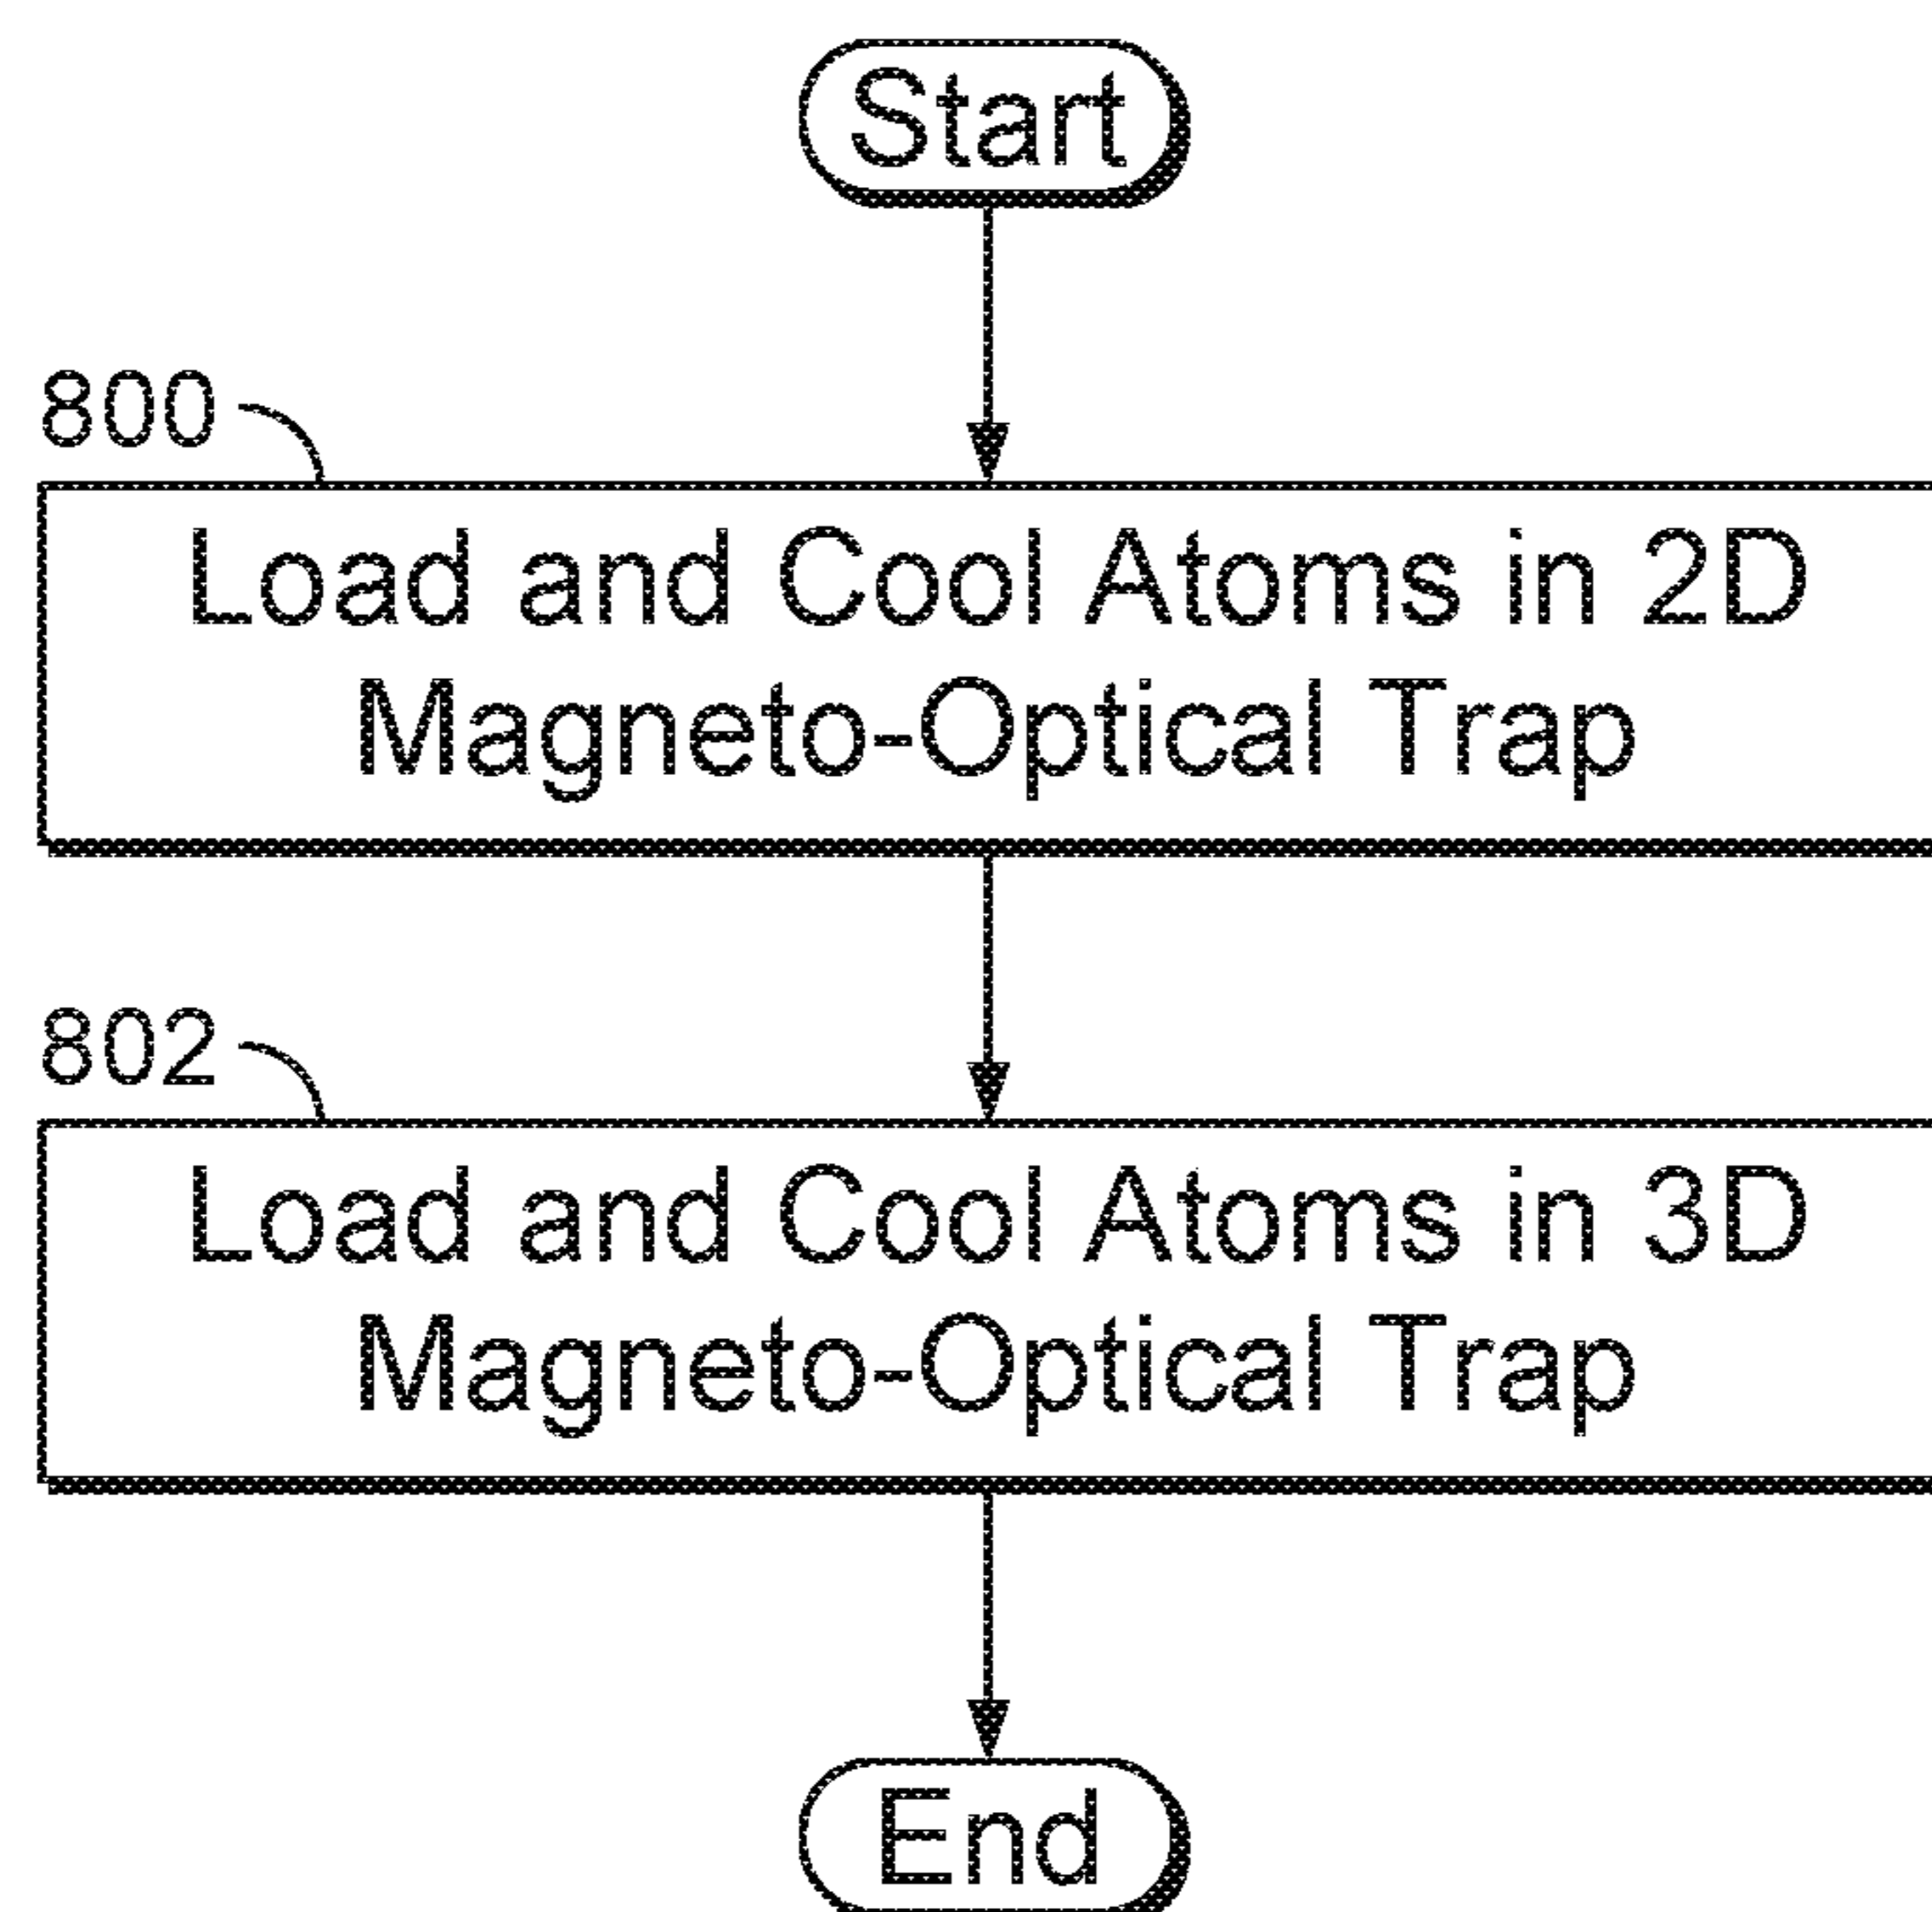 Start
800
Load and Cool Atoms in 2D
Magneto-Optical Trap
802
Load and Cool Atoms in 3D
Magneto-Optical Trap
End